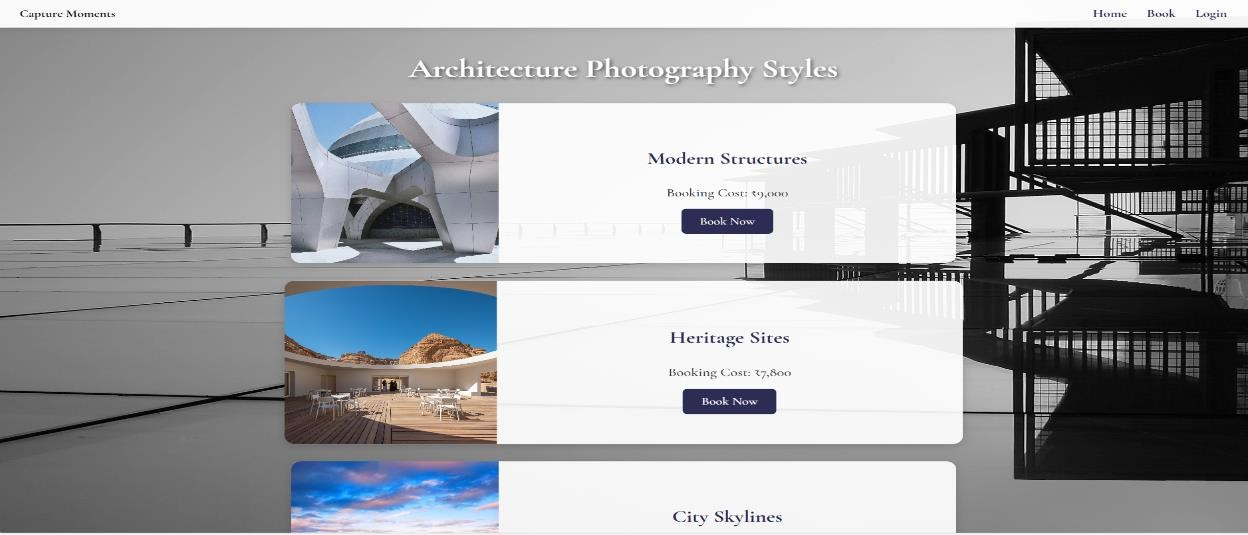 Capture Moments
Home Book Login
Architecture Photography Styles
Modern Structures
Booking Cost: ₹9,000
Book Now
Heritage Sites
Booking Cost: ₹7,800
Book Now
City Skylines